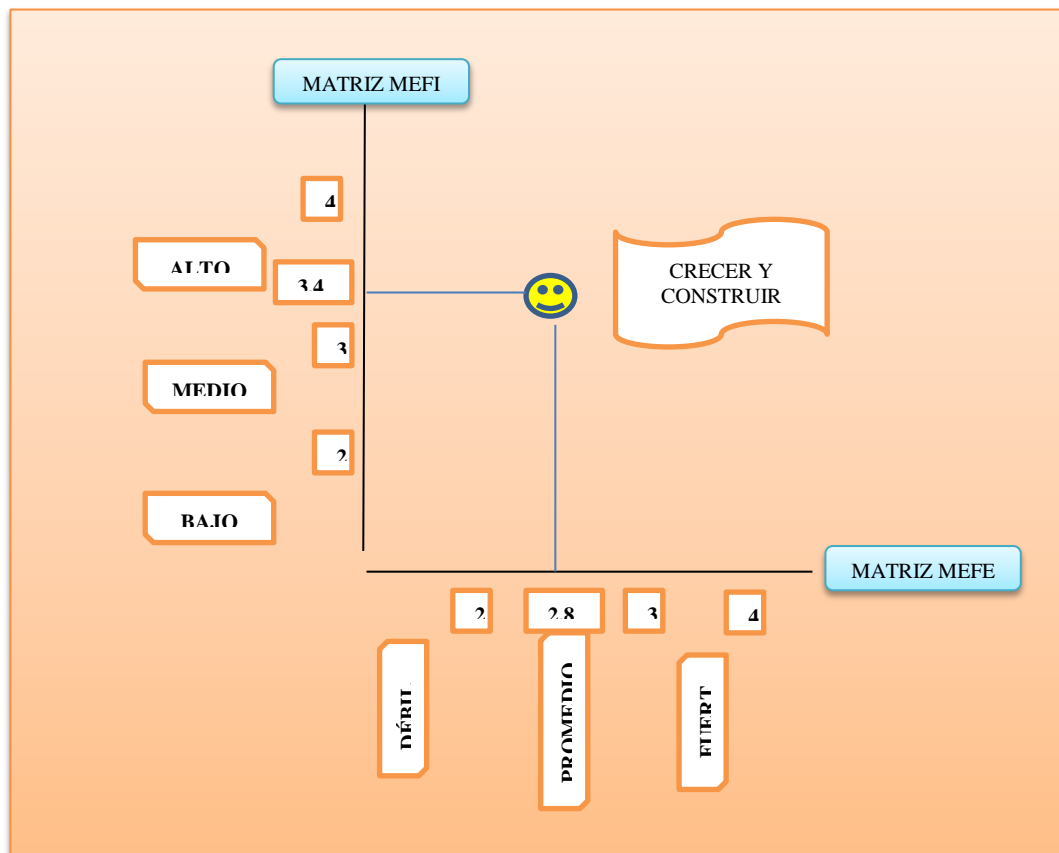 MATRIZ MEFI
4
ALTO
3.4
CRECER Y
CONSTRUIR
3
MEDIO
2
BAJO
MATRIZ MEFE
2
2.8
3
4
DÉBIL
PROMEDIO
FUERT